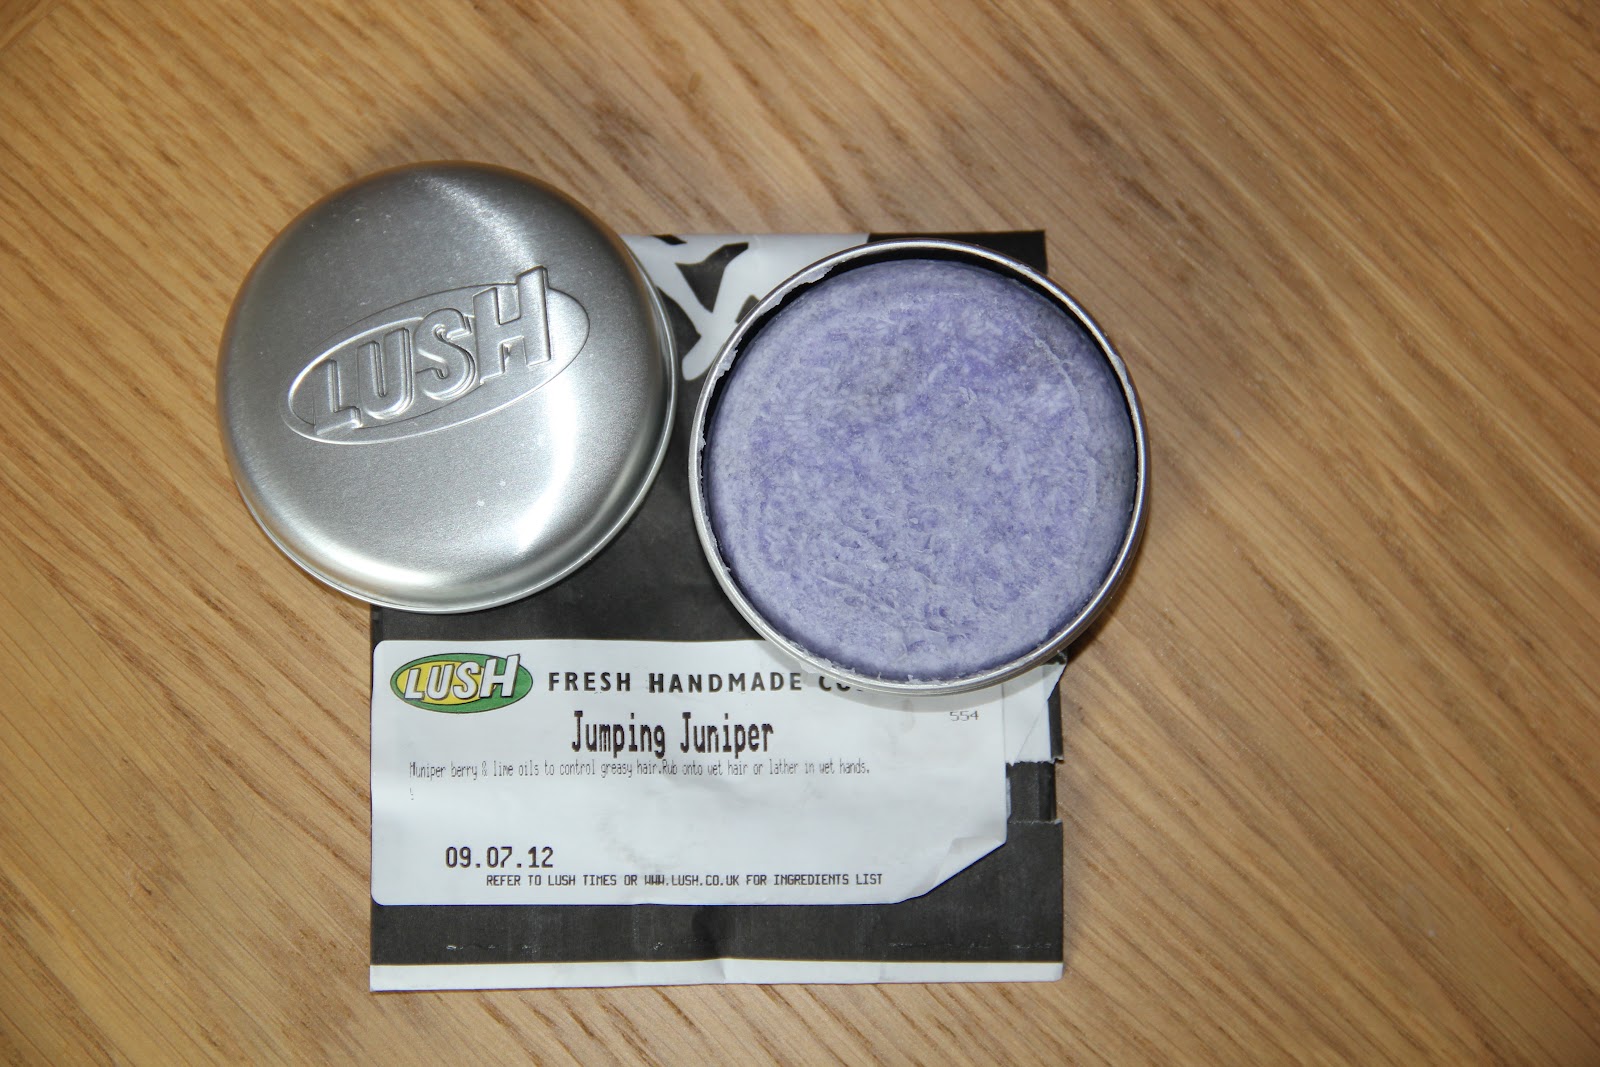 LUSH
LUSH FRESH HANDMADE
554
Jumping Juniper
Muniper berry & lime oils to control greasy hair.Rub onto wet hair or lather in wet hands.
09.07.12
REFER TO LUSH TIMES OR WWW.LUSH.CO.UK FOR INGREDIENTS LIST